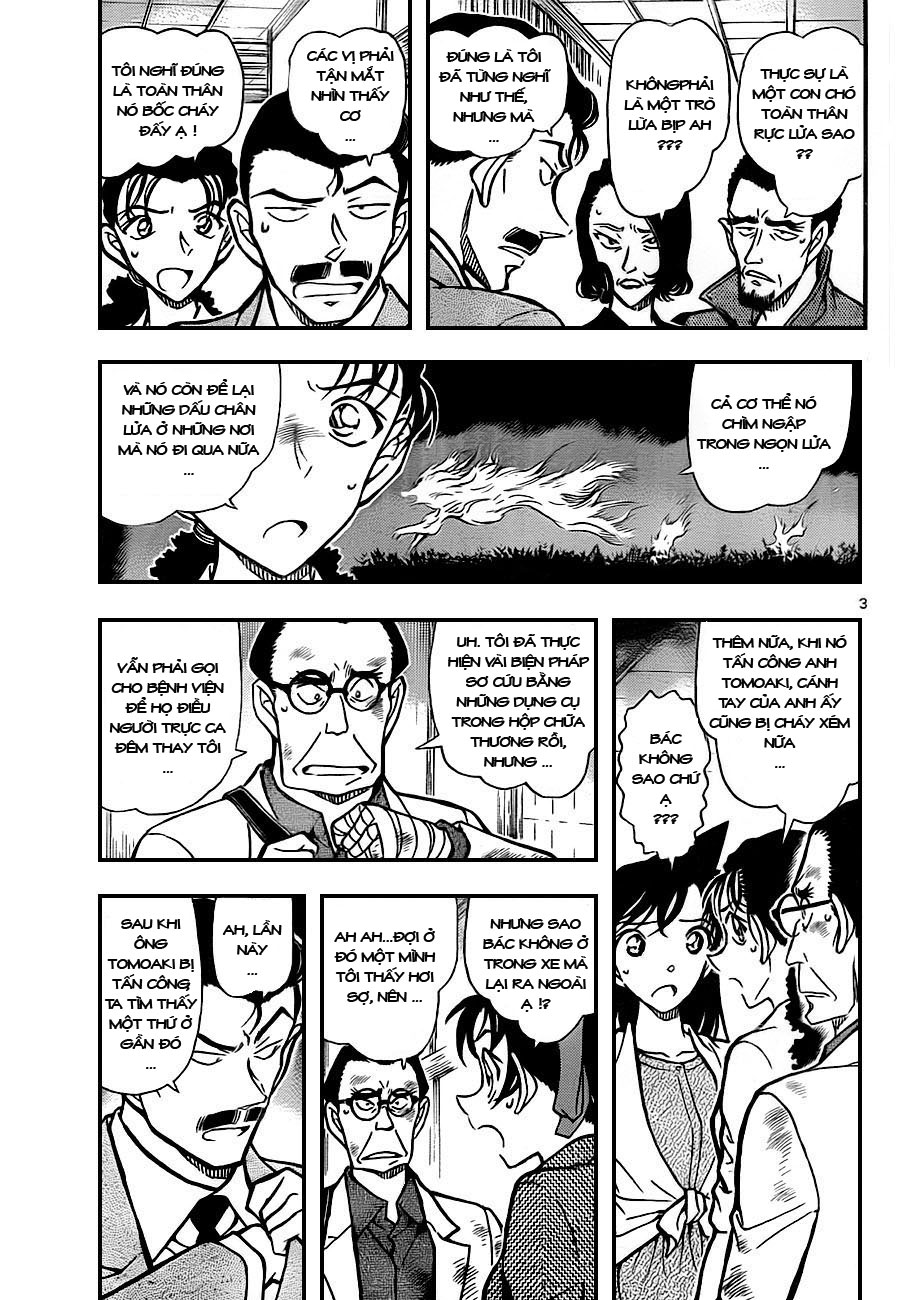 THỰC SỰ LÀ
MỘT CON CHÓ
TOÀN THÂN
RỰC LỬA SAO
??
KHÔNGPHẢI
LÀ MỘT TRÒ
LỪA BỊP AH
???
ĐÚNG LÀ TÔI
ĐÃ TỪNG NGHĨ
NHƯ THẾ,
NHƯNG MÀ
...
CÁC VỊ PHẢI
TẬN MẮT
NHÌN THẤY
CƠ
...
TÔI NGHĨ ĐÚNG
LÀ TOÀN THÂN
NÓ BỐC CHÁY
ĐẤY Ạ !
CẢ CƠ THỂ NÓ
CHÌM NGẬP
TRONG NGỌN LỬA
...
VÀ NÓ CÒN ĐỂ LẠI
NHỮNG DẤU CHÂN
LỬA Ở NHỮNG NƠI
MÀ NÓ ĐI QUA NỮA
...
3
THÊM NỮA, KHI NÓ
TẤN CÔNG ANH
TOMOAKI, CÁNH
TAY CỦA ANH ẤY
CŨNG BỊ CHÁY XÉM
NỮA
...
BÁC
KHÔNG
SAO CHỨ
Ạ
???
UH. TÔI ĐÃ THỰC
HIỆN VÀI BIỆN PHÁP
SƠ CỨU BẰNG
NHỮNG DỤNG CỤ
TRONG HỘP CHỮA
THƯƠNG RỒI,
NHƯNG ...
VẪN PHẢI GỌI
CHO BỆNH VIỆN
ĐỂ HỌ ĐIỀU
NGƯỜI TRỰC CA
ĐÊM THAY TÔI
...
NHƯNG SAO
BÁC KHÔNG Ở
TRONG XE MÀ
LẠI RA NGOÀI
Ạ !?
AH AH...ĐỢI Ở
ĐÓ MỘT MÌNH
TÔI THẤY HƠI
SỢ, NÊN ...
AH, LẦN
NÀY
...
SAU KHI
ÔNG
TOMOAKI BỊ
TẤN CÔNG,
TA TÌM THẤY
MỘT THỨ Ở
GẦN ĐÓ
...